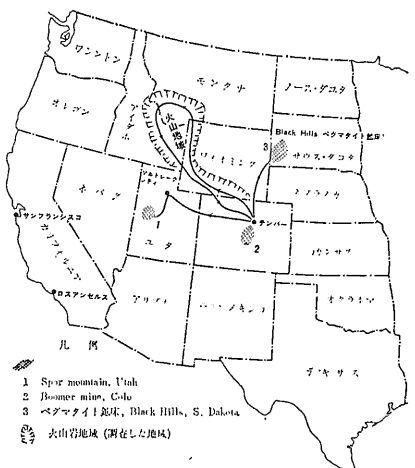 ワシントン
モンタナ
ノース・ダコタ
オレゴン
アイダホ
火山岩地域
3
Black Hills ペグマタイト鉱床
ワイオミング
サウス・ダコタ
ソルトレーキシティ
ネバダ
ネブラスカ
デンバー
1
2
サンフランシスコ
カリフォルニア
ユタ
カンサス
ロスアンゼルス
アリゾナ
ニューメキシコ
オクラホマ
テキサス
凡例
1 Spor mountain, Utah
2 Boomer mine, Colo
3 ペグマタイト鉱床, Black Hills, S. Dakota
火山岩地域 (調査した地域)